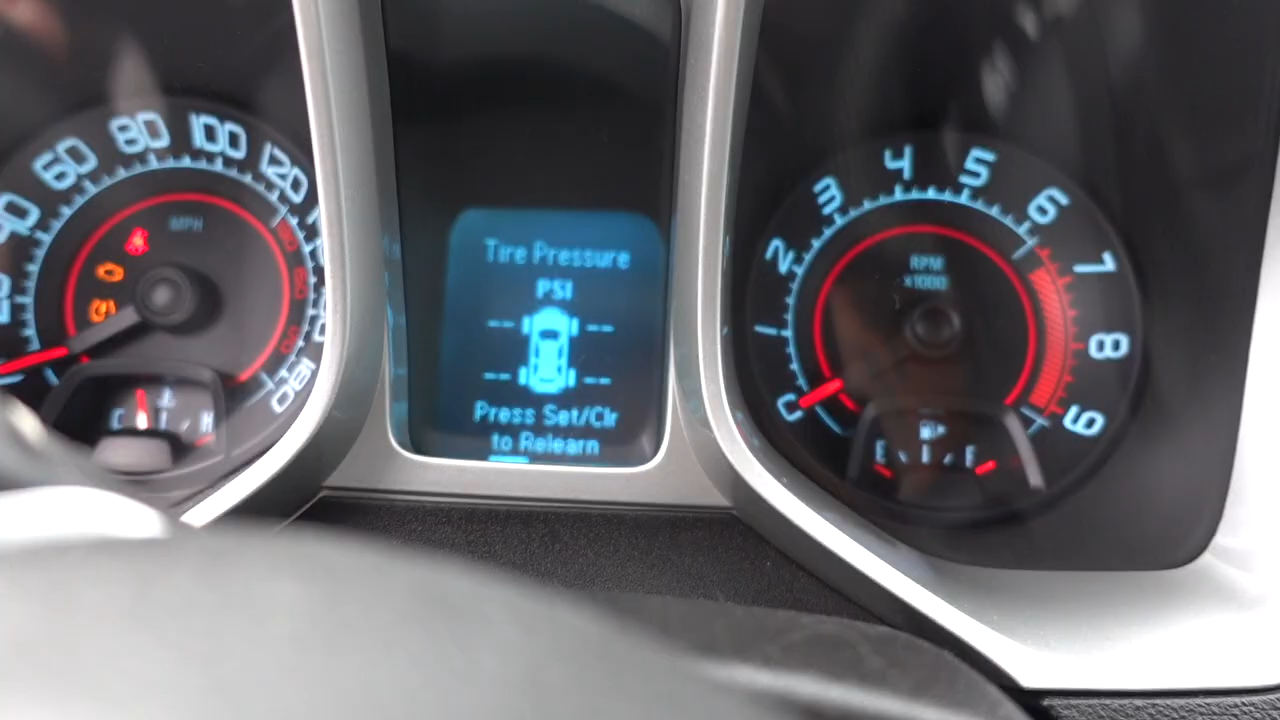 60
80
100
120
180
MPH
C
H
Tire Pressure
PSI
-- --
-- --
Press Set/Clr
to Relearn
1
2
3
4
5
6
7
8
9
RPM
x1000
E
F